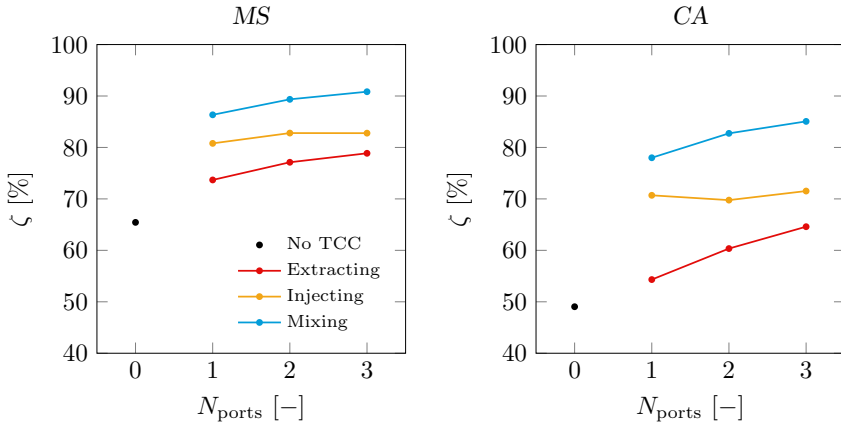 MS
100
90
80
70
60
50
40
ζ [%]
No TCC
Extracting
Injecting
Mixing
0 1 2 3
N_ports [−]
CA
100
90
80
70
60
50
40
ζ [%]
0 1 2 3
N_ports [−]